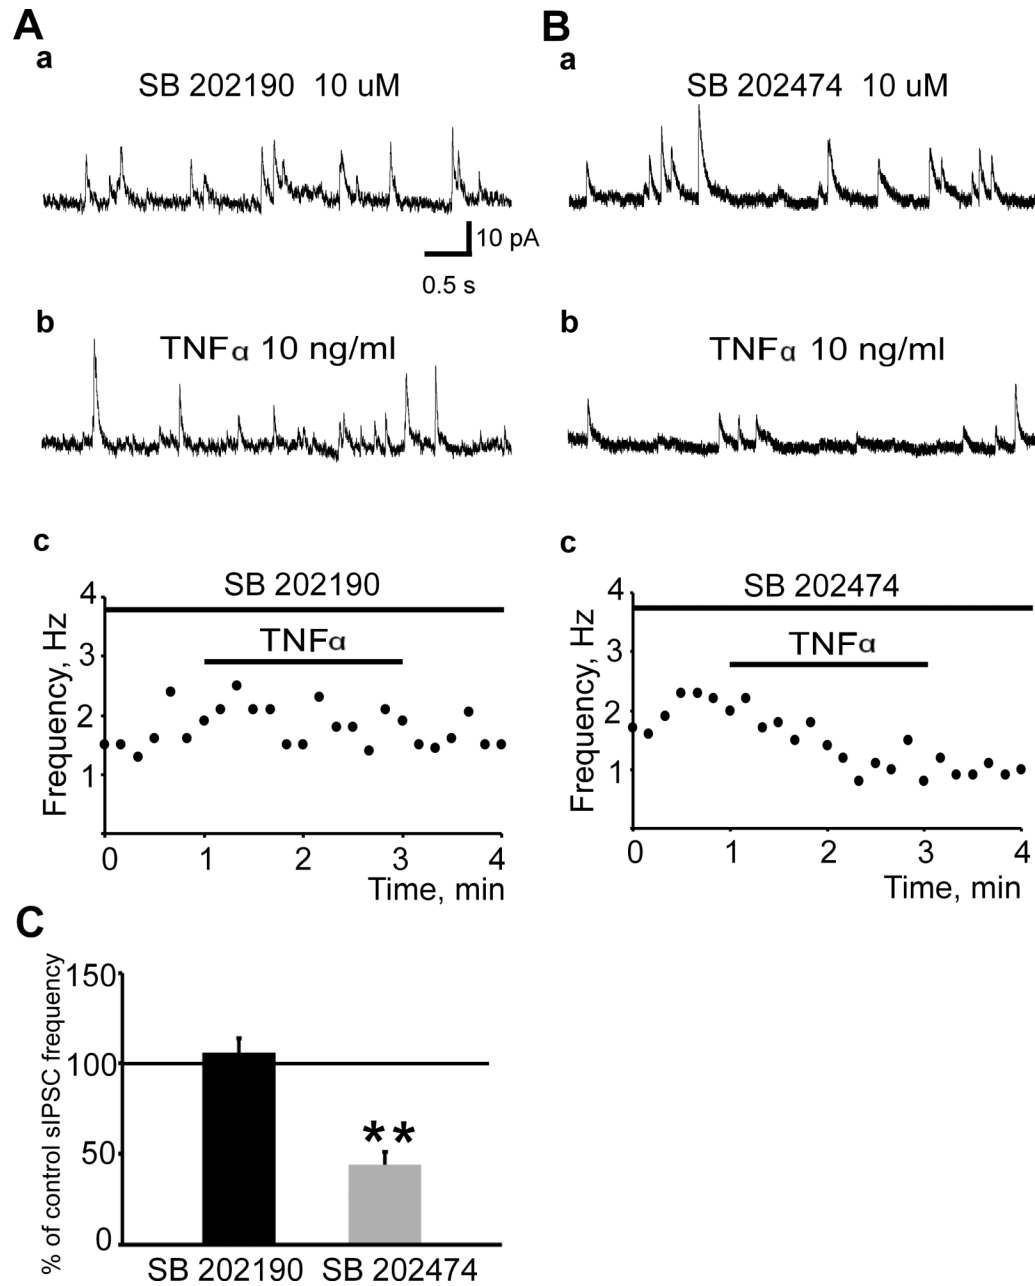 A
a
SB 202190 10 uM
10 pA
0.5 s
b
TNFα 10 ng/ml
c
SB 202190
TNFα
Frequency, Hz
4
3
2
1
0 1 2 3 4
Time, min
B
a
SB 202474 10 uM
b
TNFα 10 ng/ml
c
SB 202474
TNFα
Frequency, Hz
4
3
2
1
0 1 2 3 4
Time, min
C
% of control sIPSC frequency
150
100
50
0
**
SB 202190 SB 202474